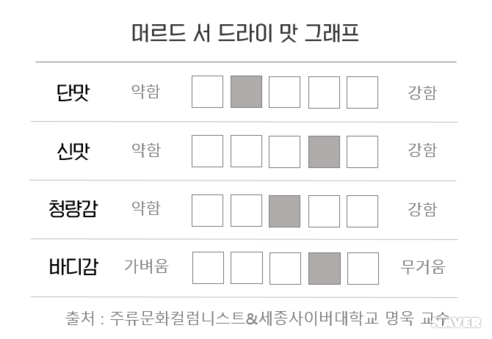 머르드 서 드라이 맛 그래프
단맛 약함 강함
신맛 약함 강함
청량감 약함 강함
바디감 가벼움 무거움
출처 : 주류문화컬럼니스트&세종사이버대학교 명욱 교수
NAVER